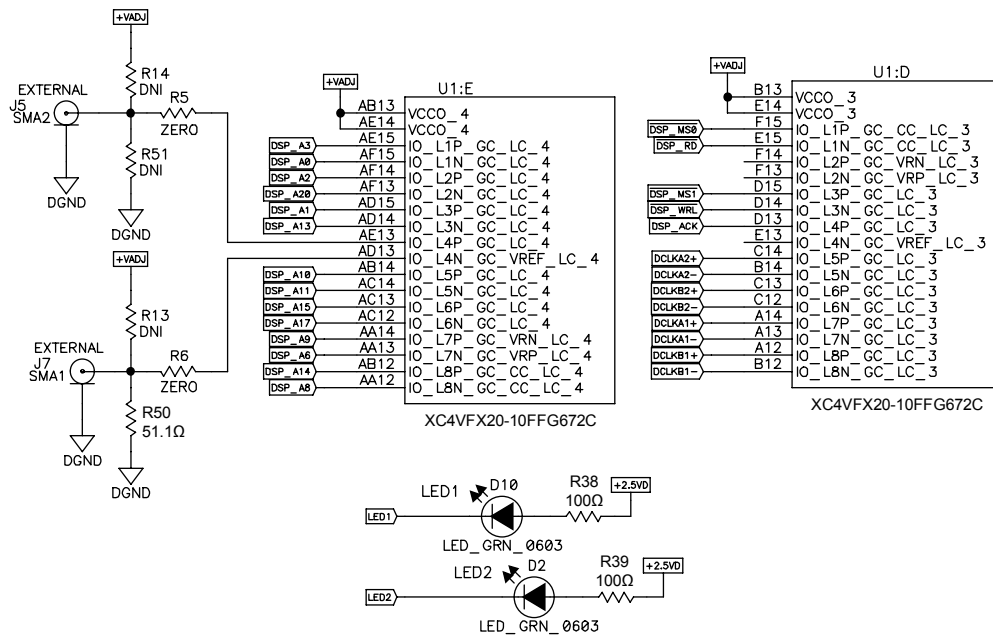 +VADJ
R14
DNI
EXTERNAL
J5
SMA2
R5
ZERO
R51
DNI
DGND
DGND
+VADJ
R13
DNI
EXTERNAL
J7
SMA1
R6
ZERO
R50
51.1Ω
DGND
DGND
+VADJ
U1:E
AB13 VCCO_4
AE14 VCCO_4
DSP_A3 AE15 IO_L1P_GC_LC_4
DSP_A0 AF15 IO_L1N_GC_LC_4
DSP_A2 AF14 IO_L2P_GC_LC_4
DSP_A20 AF13 IO_L2N_GC_LC_4
DSP_A1 AD15 IO_L3P_GC_LC_4
DSP_A13 AD14 IO_L3N_GC_LC_4
AE13 IO_L4P_GC_LC_4
AD13 IO_L4N_GC_VREF_LC_4
DSP_A10 AB14 IO_L5P_GC_LC_4
DSP_A11 AC14 IO_L5N_GC_LC_4
DSP_A15 AC13 IO_L6P_GC_LC_4
DSP_A17 AC12 IO_L6N_GC_LC_4
DSP_A9 AA14 IO_L7P_GC_VRN_LC_4
DSP_A6 AA13 IO_L7N_GC_VRP_LC_4
DSP_A14 AB12 IO_L8P_GC_CC_LC_4
DSP_A8 AA12 IO_L8N_GC_CC_LC_4
XC4VFX20-10FFG672C
+VADJ
U1:D
B13 VCCO_3
E14 VCCO_3
DSP_MS0 F15 IO_L1P_GC_CC_LC_3
DSP_RD E15 IO_L1N_GC_CC_LC_3
F14 IO_L2P_GC_VRN_LC_3
F13 IO_L2N_GC_VRP_LC_3
DSP_MS1 D15 IO_L3P_GC_LC_3
DSP_WRL D14 IO_L3N_GC_LC_3
DSP_ACK D13 IO_L4P_GC_LC_3
E13 IO_L4N_GC_VREF_LC_3
DCLKA2+ C14 IO_L5P_GC_LC_3
DCLKA2- B14 IO_L5N_GC_LC_3
DCLKB2+ C13 IO_L6P_GC_LC_3
DCLKB2- C12 IO_L6N_GC_LC_3
DCLKA1+ A14 IO_L7P_GC_LC_3
DCLKA1- A13 IO_L7N_GC_LC_3
DCLKB1+ A12 IO_L8P_GC_LC_3
DCLKB1- B12 IO_L8N_GC_LC_3
XC4VFX20-10FFG672C
LED1
LED1
D10
LED_GRN_0603
R38
100Ω
+2.5VD
LED2
LED2
D2
LED_GRN_0603
R39
100Ω
+2.5VD